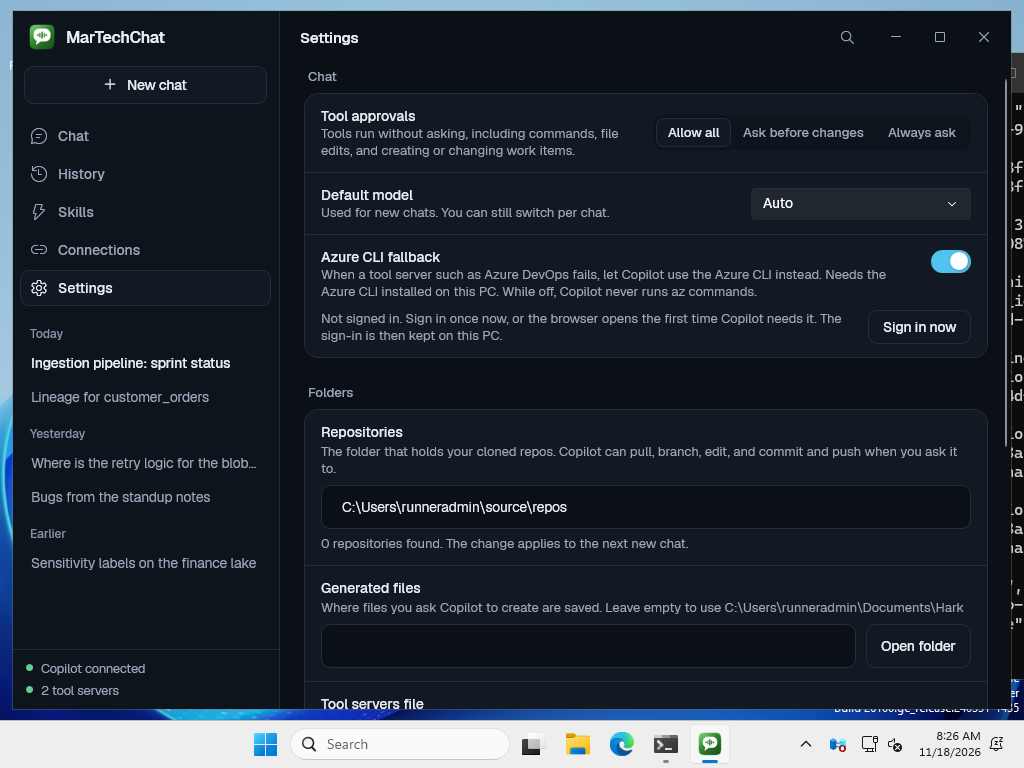 MarTechChat
Settings
New chat
Chat
History
Skills
Connections
Settings
Today
Ingestion pipeline: sprint status
Lineage for customer_orders
Yesterday
Where is the retry logic for the blob...
Bugs from the standup notes
Earlier
Sensitivity labels on the finance lake
Copilot connected
2 tool servers
Chat
Tool approvals
Tools run without asking, including commands, file
edits, and creating or changing work items.
Allow all
Ask before changes
Always ask
Default model
Used for new chats. You can still switch per chat.
Auto
Azure CLI fallback
When a tool server such as Azure DevOps fails, let Copilot use the Azure CLI instead. Needs the
Azure CLI installed on this PC. While off, Copilot never runs az commands.
Not signed in. Sign in once now, or the browser opens the first time Copilot needs it. The
sign-in is then kept on this PC.
Sign in now
Folders
Repositories
The folder that holds your cloned repos. Copilot can pull, branch, edit, and commit and push when you ask it
to.
C:\Users\runneradmin\source\repos
0 repositories found. The change applies to the next new chat.
Generated files
Where files you ask Copilot to create are saved. Leave empty to use C:\Users\runneradmin\Documents\Hark
Open folder
Tool servers file
Search
8:26 AM
11/18/2026